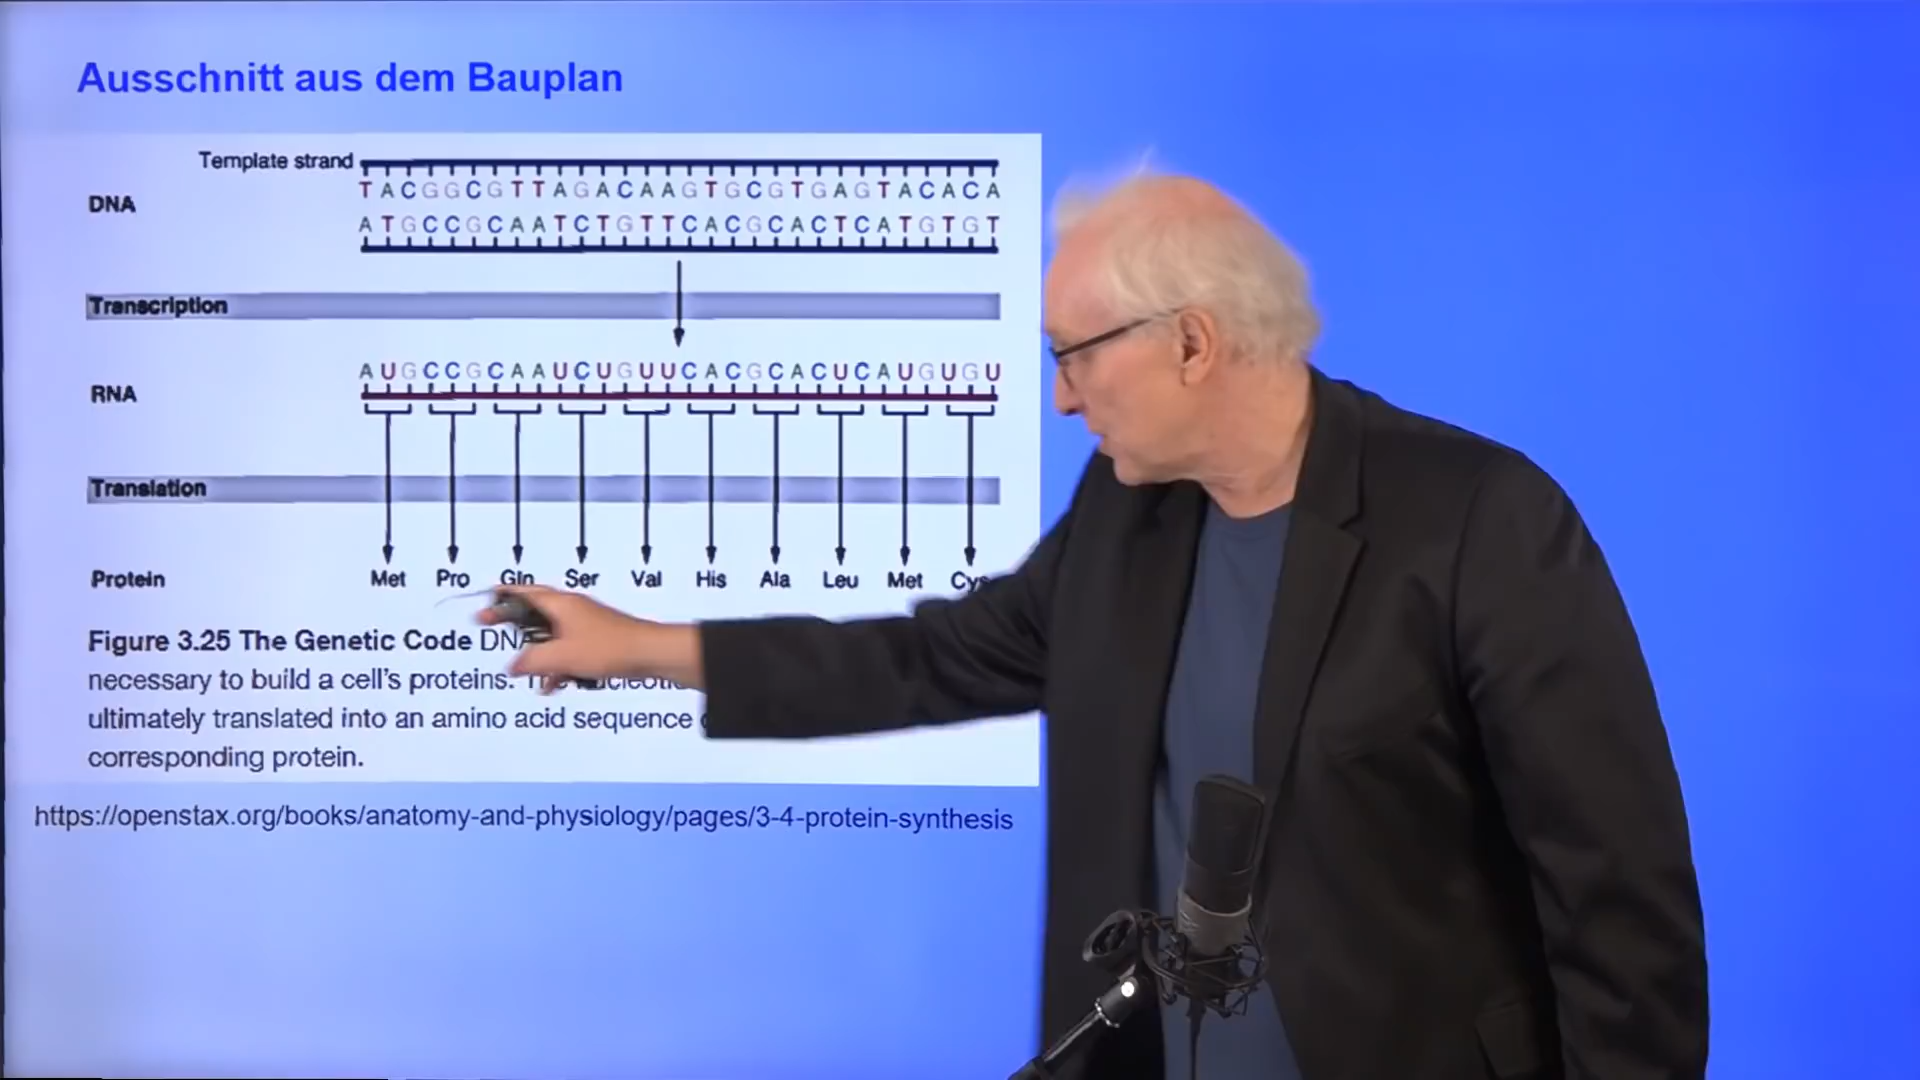 Ausschnitt aus dem Bauplan
Template strand
DNA
TACGGCGTTAGACAAGTGCGTGAGTACACA
ATGCCGCAATCTGTTCACGCACTCATGTGT
Transcription
AUGCCGCAAUCUGUUCACGCACUCAUGUGU
RNA
Translation
Protein Met Pro Gln Ser Val His Ala Leu Met Cys
Figure 3.25 The Genetic Code DNA
necessary to build a cell's proteins.
ultimately translated into an amino acid sequence
corresponding protein.
https://openstax.org/books/anatomy-and-physiology/pages/3-4-protein-synthesis